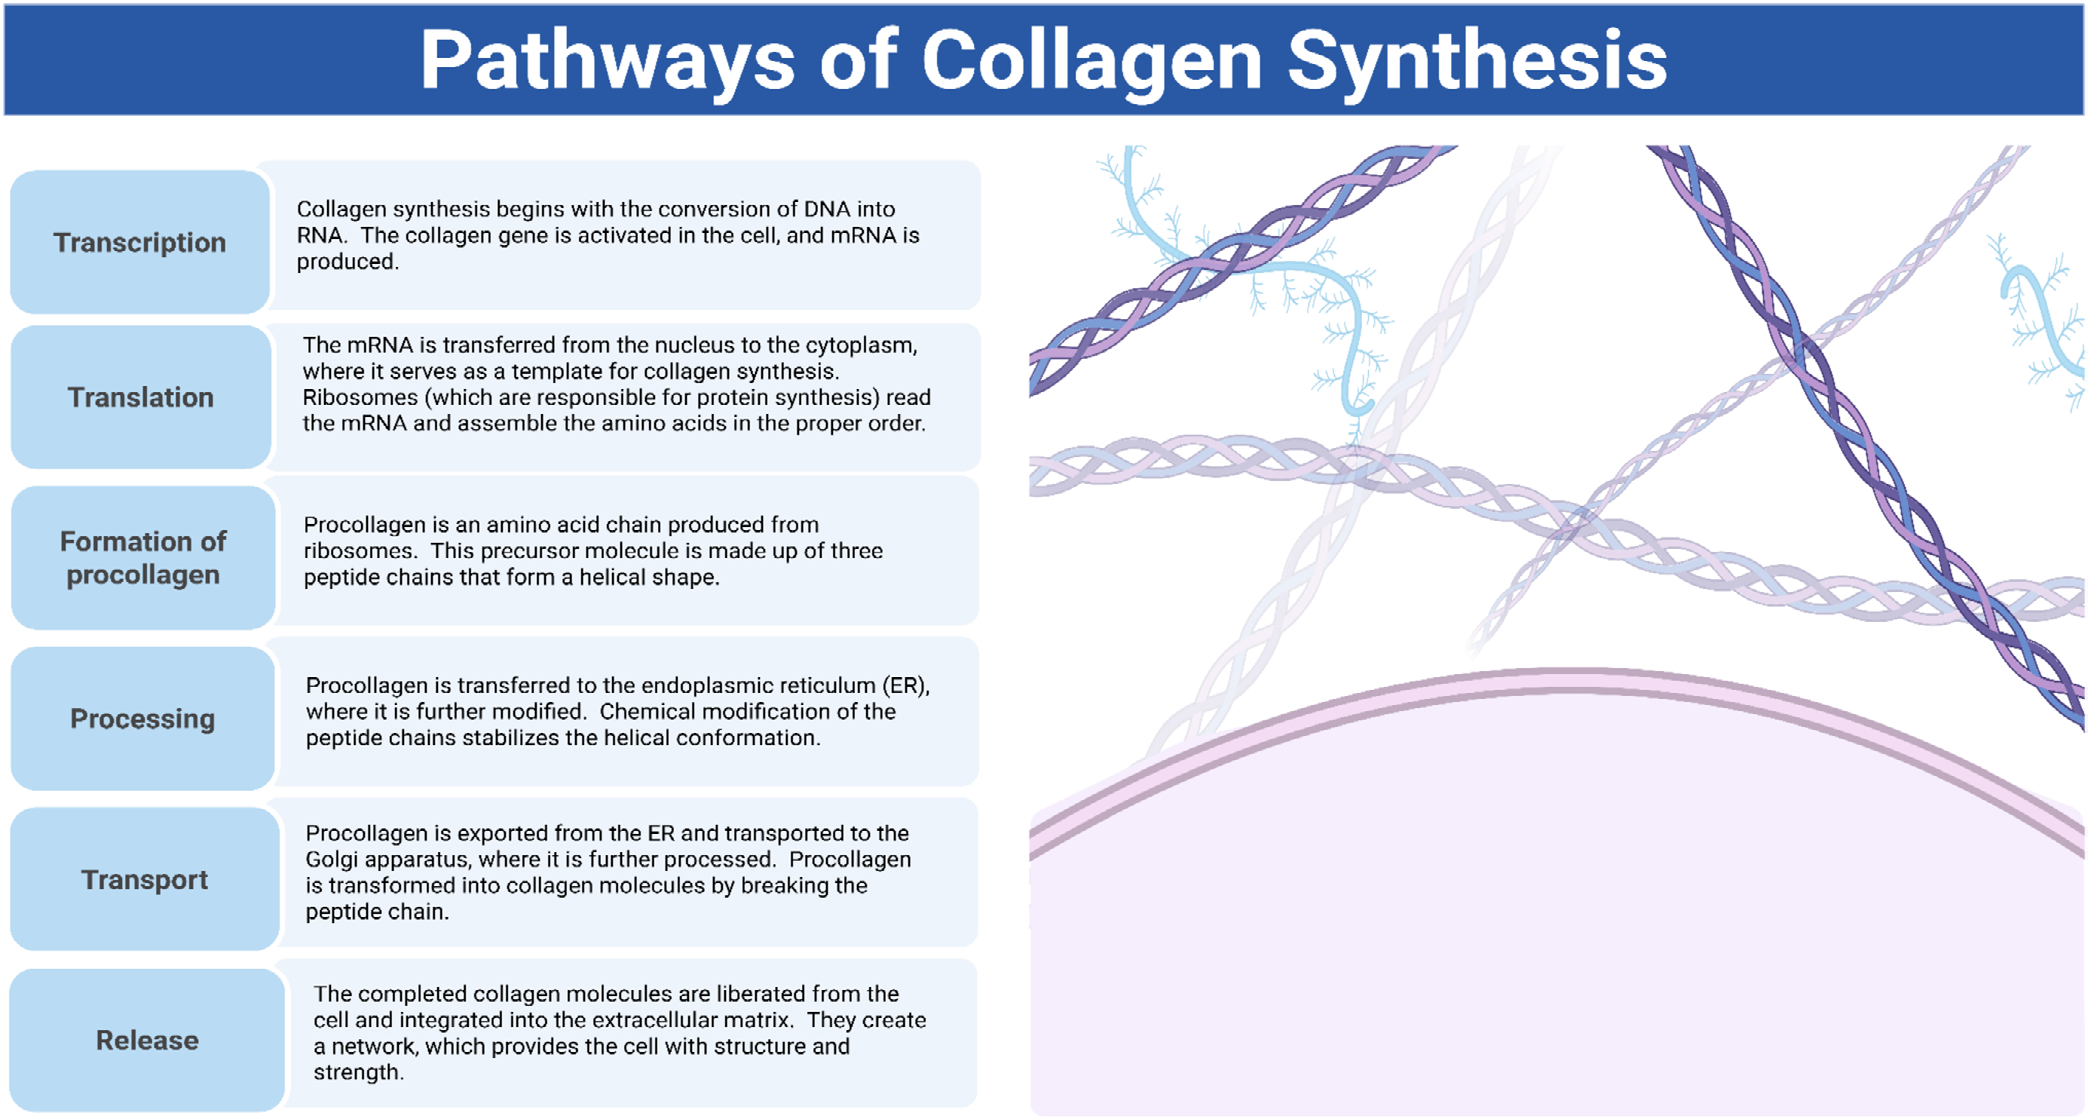 Pathways of Collagen Synthesis
Transcription
Collagen synthesis begins with the conversion of DNA into
RNA.  The collagen gene is activated in the cell, and mRNA is
produced.
Translation
The mRNA is transferred from the nucleus to the cytoplasm,
where it serves as a template for collagen synthesis.
Ribosomes (which are responsible for protein synthesis) read
the mRNA and assemble the amino acids in the proper order.
Formation of
procollagen
Procollagen is an amino acid chain produced from
ribosomes.  This precursor molecule is made up of three
peptide chains that form a helical shape.
Processing
Procollagen is transferred to the endoplasmic reticulum (ER),
where it is further modified.  Chemical modification of the
peptide chains stabilizes the helical conformation.
Transport
Procollagen is exported from the ER and transported to the
Golgi apparatus, where it is further processed.  Procollagen
is transformed into collagen molecules by breaking the
peptide chain.
Release
The completed collagen molecules are liberated from the
cell and integrated into the extracellular matrix.  They create
a network, which provides the cell with structure and
strength.